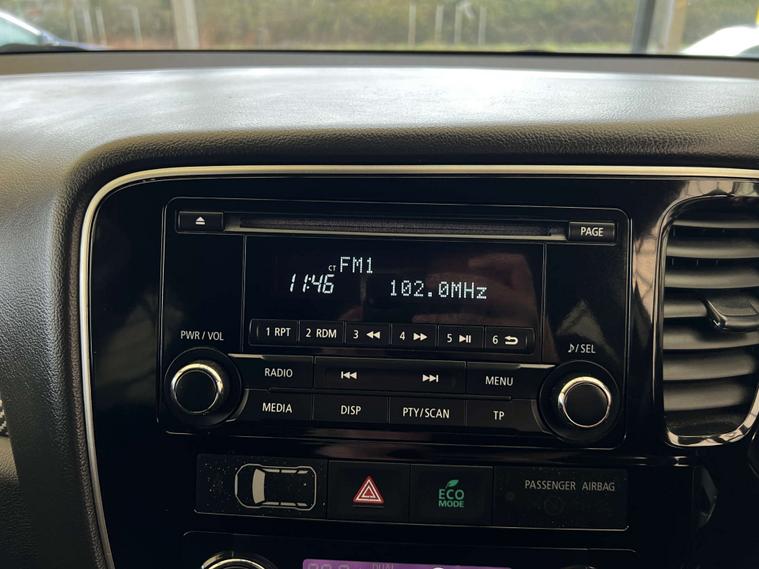 PAGE
CT FM1
11:46 102.0MHz
1 RPT 2 RDM 3 4 5 6
PWR / VOL
♪/SEL
RADIO MENU
MEDIA DISP PTY/SCAN TP
ECO
MODE
PASSENGER AIRBAG